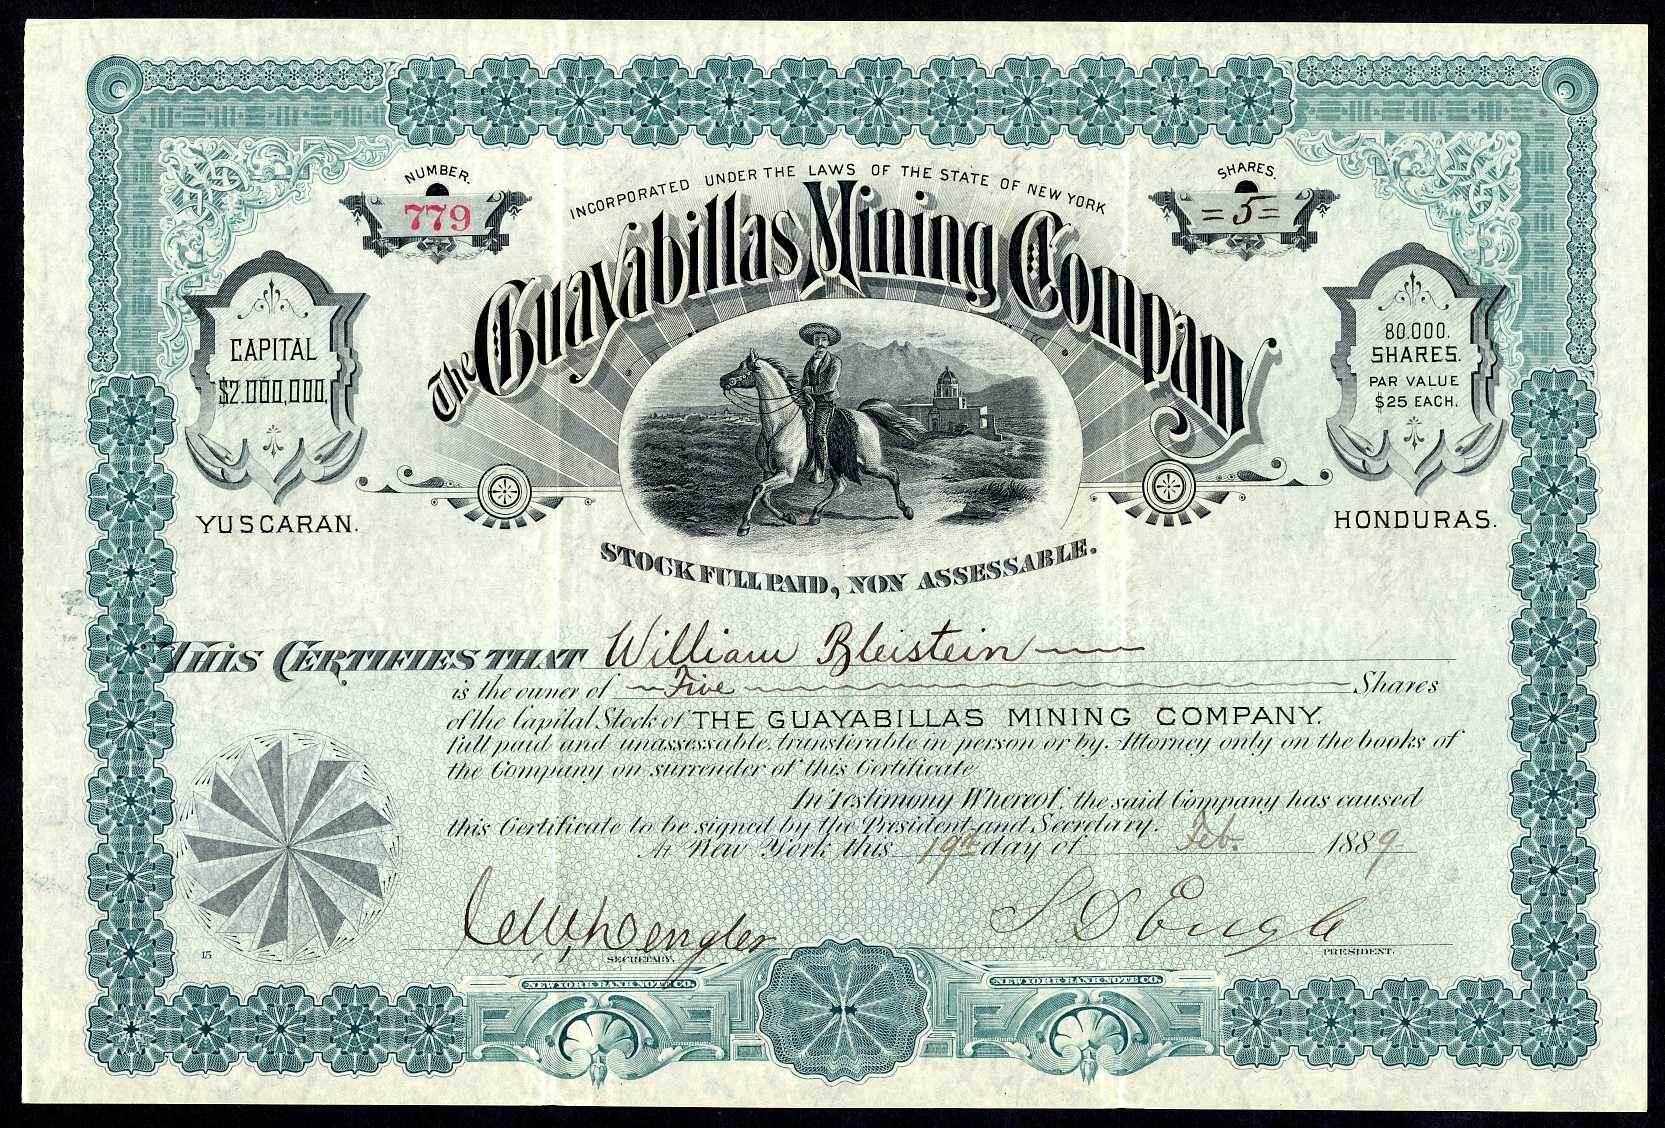 NUMBER.
779
INCORPORATED UNDER THE LAWS OF THE STATE OF NEW YORK
SHARES.
=5=
The Guayabillas Mining Company
CAPITAL
$2.000,000.
80.000.
SHARES.
PAR VALUE
$25 EACH.
YUSCARAN.
HONDURAS.
STOCK FULL PAID, NON ASSESSABLE.
THIS CERTIFIES THAT William Bleistein
is the owner of Five Shares
of the Capital Stock of THE GUAYABILLAS MINING COMPANY.
full paid and unassessable, transferable in person or by Attorney only on the books of
the Company on surrender of this Certificate
In Testimony Whereof, the said Company has caused
this Certificate to be signed by the President and Secretary.
At New York this 19th day of Feb. 1889
Dengler
S D Engle
SECRETARY.
PRESIDENT.
15
NEW YORK BANK NOTE CO.
NEW YORK BANK NOTE CO.